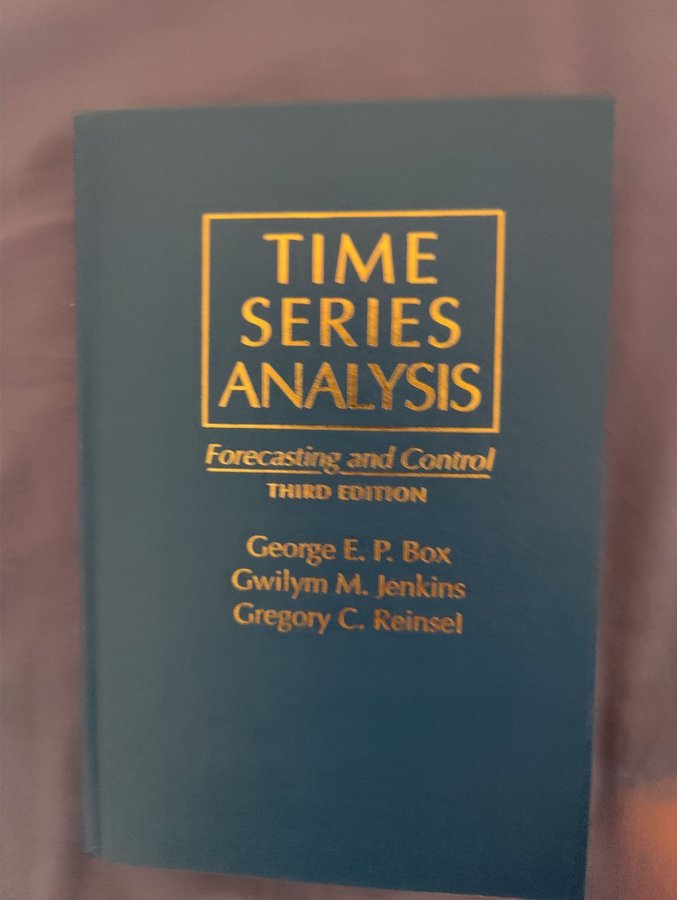 TIME
SERIES
ANALYSIS
Forecasting and Control
THIRD EDITION
George E. P. Box
Gwilym M. Jenkins
Gregory C. Reinsel